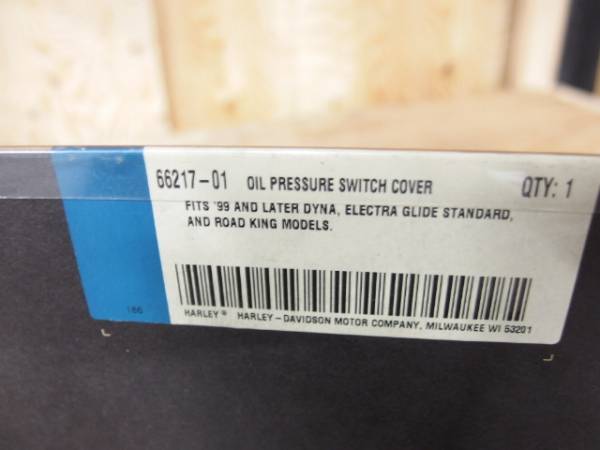 66217-01 OIL PRESSURE SWITCH COVER QTY: 1
FITS '99 AND LATER DYNA, ELECTRA GLIDE STANDARD,
AND ROAD KING MODELS.
166
HARLEY® HARLEY-DAVIDSON MOTOR COMPANY, MILWAUKEE WI 53201